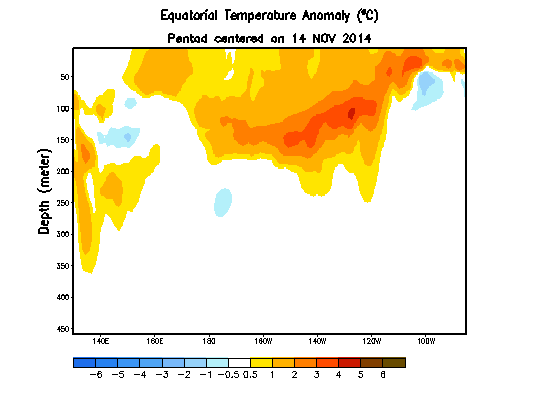 Equatorial Temperature Anomaly (°C)
Pentad centered on 14 NOV 2014
Depth (meter)
50
100
150
200
250
300
350
400
450
140E 160E 180 160W 140W 120W 100W
-6 -5 -4 -3 -2 -1 -0.5 0.5 1 2 3 4 5 6